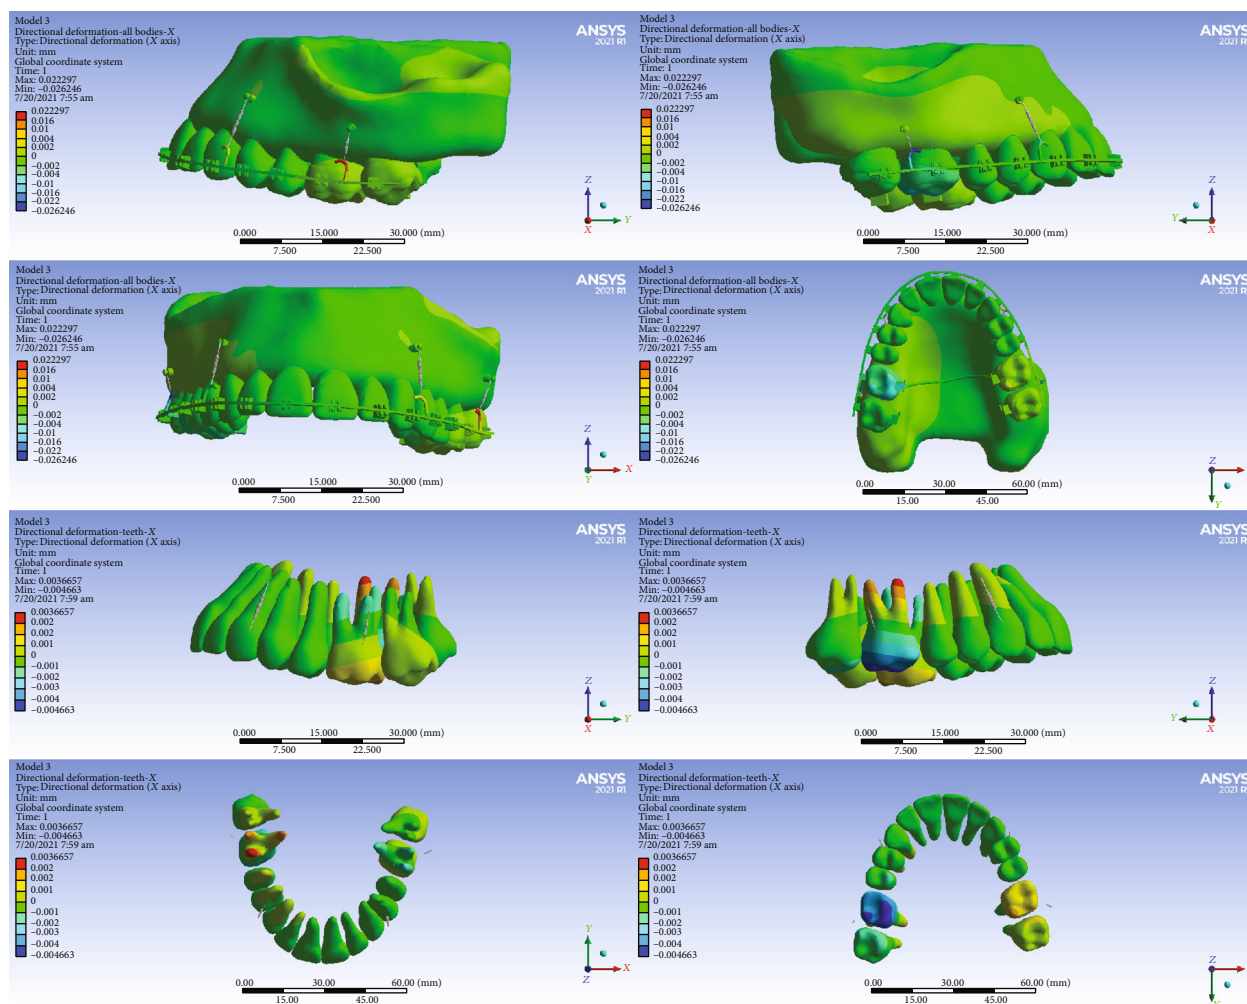 Model 3
Directional deformation-all bodies-X
Type: Directional deformation (X axis)
Unit: mm
Global coordinate system
Time: 1
Max: 0.022297
Min: −0.026246
7/20/2021 7:55 am
0.022297
0.016
0.01
0.004
0.002
0
−0.002
−0.004
−0.01
−0.016
−0.022
−0.026246
ANSYS
2021 R1
Z
Y
X
0.000 15.000 30.000 (mm)
7.500 22.500
Model 3
Directional deformation-all bodies-X
Type: Directional deformation (X axis)
Unit: mm
Global coordinate system
Time: 1
Max: 0.022297
Min: −0.026246
7/20/2021 7:55 am
0.022297
0.016
0.01
0.004
0.002
0
−0.002
−0.004
−0.01
−0.016
−0.022
−0.026246
ANSYS
2021 R1
Z
Y
X
0.000 15.000 30.000 (mm)
7.500 22.500
Model 3
Directional deformation-all bodies-X
Type: Directional deformation (X axis)
Unit: mm
Global coordinate system
Time: 1
Max: 0.022297
Min: −0.026246
7/20/2021 7:55 am
0.022297
0.016
0.01
0.004
0.002
0
−0.002
−0.004
−0.01
−0.016
−0.022
−0.026246
ANSYS
2021 R1
Z
X
Y
0.000 15.000 30.000 (mm)
7.500 22.500
Model 3
Directional deformation-all bodies-X
Type: Directional deformation (X axis)
Unit: mm
Global coordinate system
Time: 1
Max: 0.022297
Min: −0.026246
7/20/2021 7:55 am
0.022297
0.016
0.01
0.004
0.002
0
−0.002
−0.004
−0.01
−0.016
−0.022
−0.026246
ANSYS
2021 R
Z
Y
0.00 30.00 60.00 (mm)
15.00 45.00
Model 3
Directional deformation-teeth-X
Type: Directional deformation (X axis)
Unit: mm
Global coordinate system
Time: 1
Max: 0.0036657
Min: −0.004663
7/20/2021 7:59 am
0.0036657
0.002
0.002
0.001
0
−0.001
−0.002
−0.003
−0.004
−0.004663
ANSYS
2021 R1
Z
Y
X
0.000 15.000 30.000 (mm)
7.500 22.500
Model 3
Directional deformation-teeth-X
Type: Directional deformation (X axis)
Unit: mm
Global coordinate system
Time: 1
Max: 0.0036657
Min: −0.004663
7/20/2021 7:59 am
0.0036657
0.002
0.002
0.001
0
−0.001
−0.002
−0.003
−0.004
−0.004663
ANSYS
2021 R1
Z
Y
X
0.000 15.000 30.000 (mm)
7.500 22.500
Model 3
Directional deformation-teeth-X
Type: Directional deformation (X axis)
Unit: mm
Global coordinate system
Time: 1
Max: 0.0036657
Min: −0.004663
7/20/2021 7:59 am
0.0036657
0.002
0.002
0.001
0
−0.001
−0.002
−0.003
−0.004
−0.004663
ANSYS
2021 R1
Y
X
Z
0.00 30.00 60.00 (mm)
15.00 45.00
Model 3
Directional deformation-teeth-X
Type: Directional deformation (X axis)
Unit: mm
Global coordinate system
Time: 1
Max: 0.0036657
Min: −0.004663
7/20/2021 7:59 am
0.0036657
0.002
0.002
0.001
0
−0.001
−0.002
−0.003
−0.004
−0.004663
ANSYS
2021 R
Z
0.00 30.00 60.00 (mm)
15.00 45.00